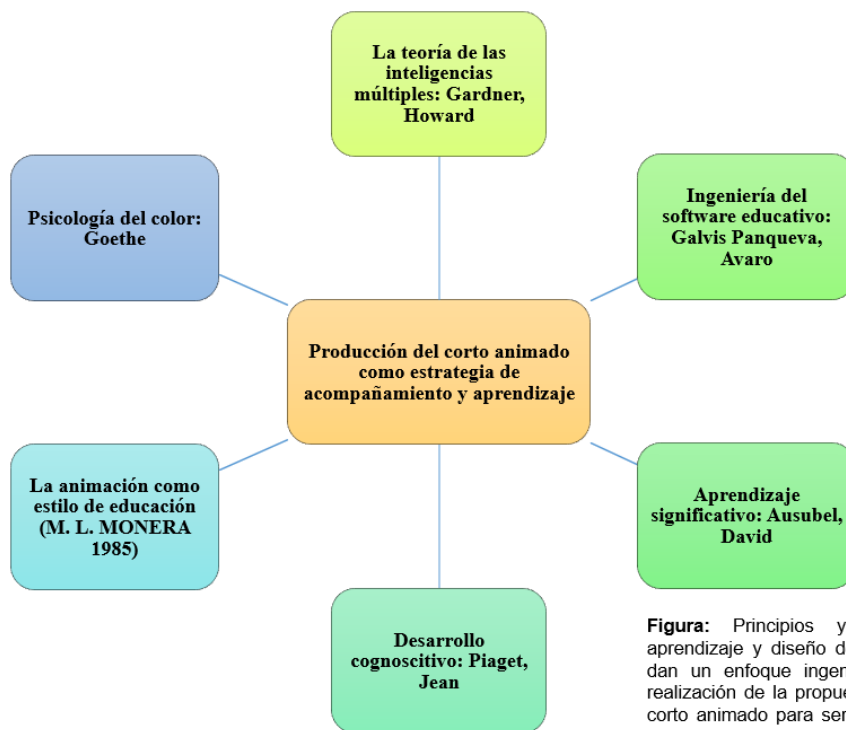 La teoría de las
inteligencias
múltiples: Gardner,
Howard
Psicología del color:
Goethe
Ingeniería del
software educativo:
Galvis Panqueva,
Avaro
Producción del corto animado
como estrategia de
acompañamiento y aprendizaje
La animación como
estilo de educación
(M. L. MONERA
1985)
Aprendizaje
significativo: Ausubel,
David
Desarrollo
cognoscitivo: Piaget,
Jean
Figura: Principios y
aprendizaje y diseño d
dan un enfoque inger
realización de la propue
corto animado para ser